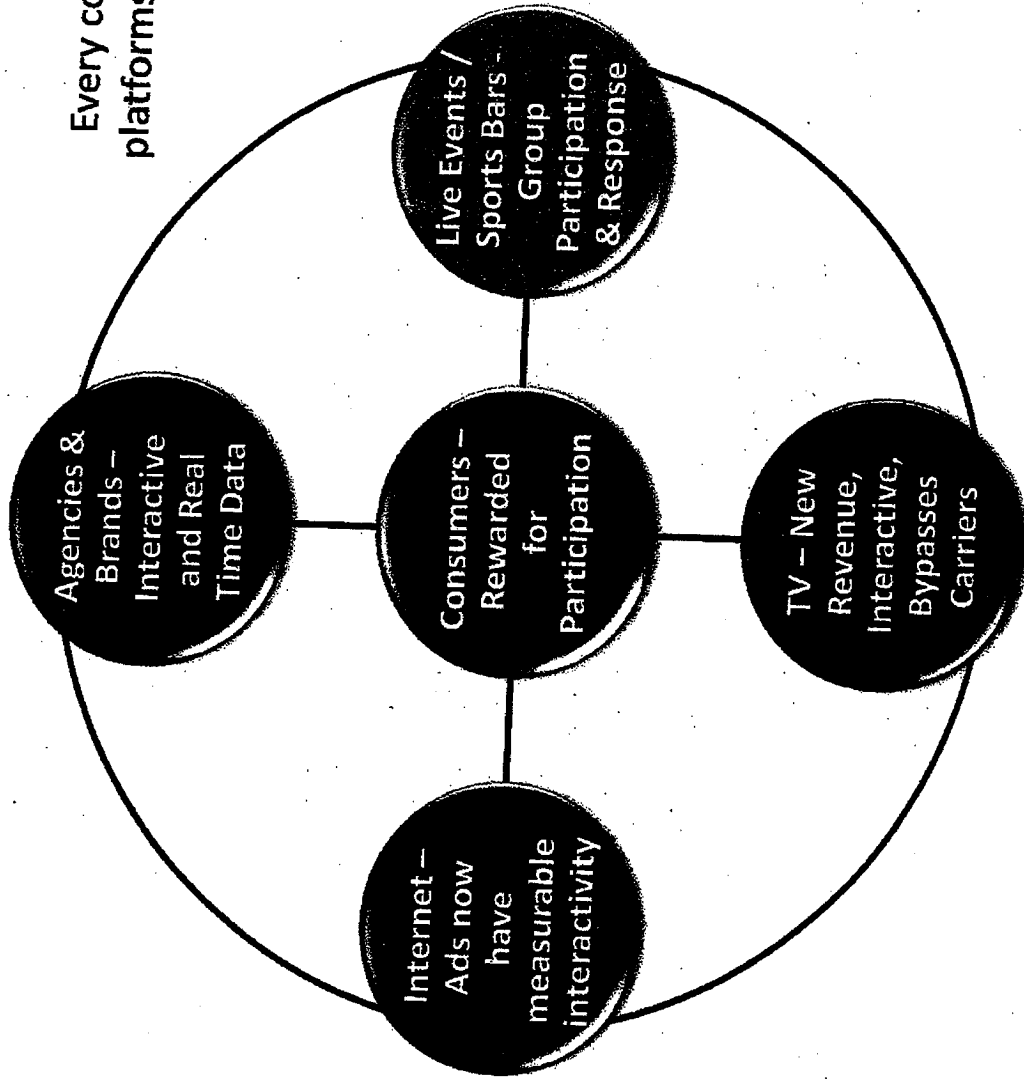 Every
platforms
Agencies &
Brands –
Interactive
and Real
Time Data
Internet –
Ads now
have
measurable
interactivity
Consumers –
Rewarded
for
Participation
Live Events /
Sports Bars -
Group
Participation
& Response
TV – New
Revenue,
Interactive,
Bypasses
Carriers